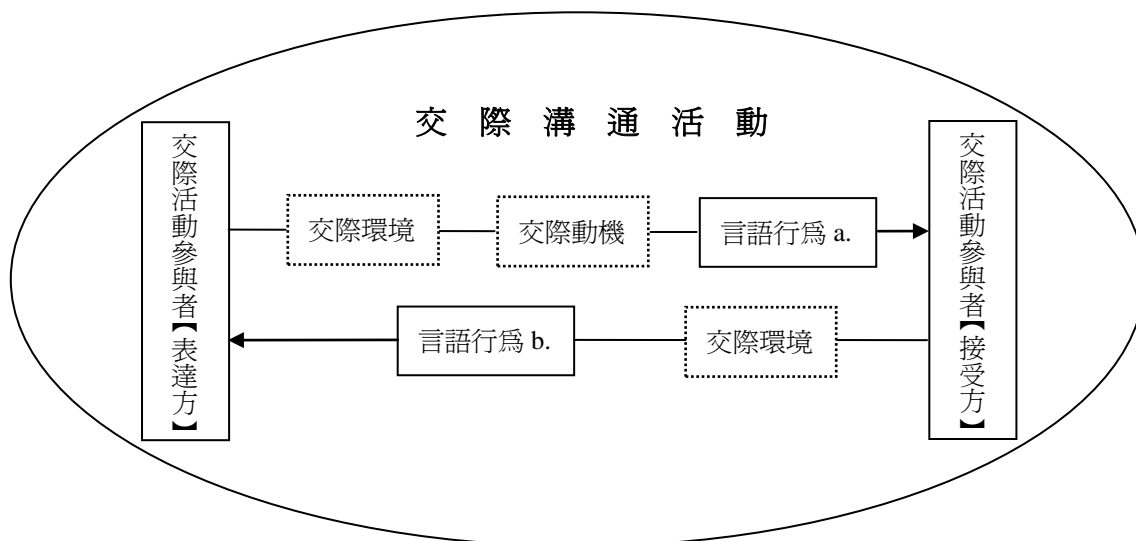 交際溝通活動
交際活動參與者【表達方】
交際環境
交際動機
言語行爲 a.
言語行爲 b.
交際環境
交際活動參與者【接受方】